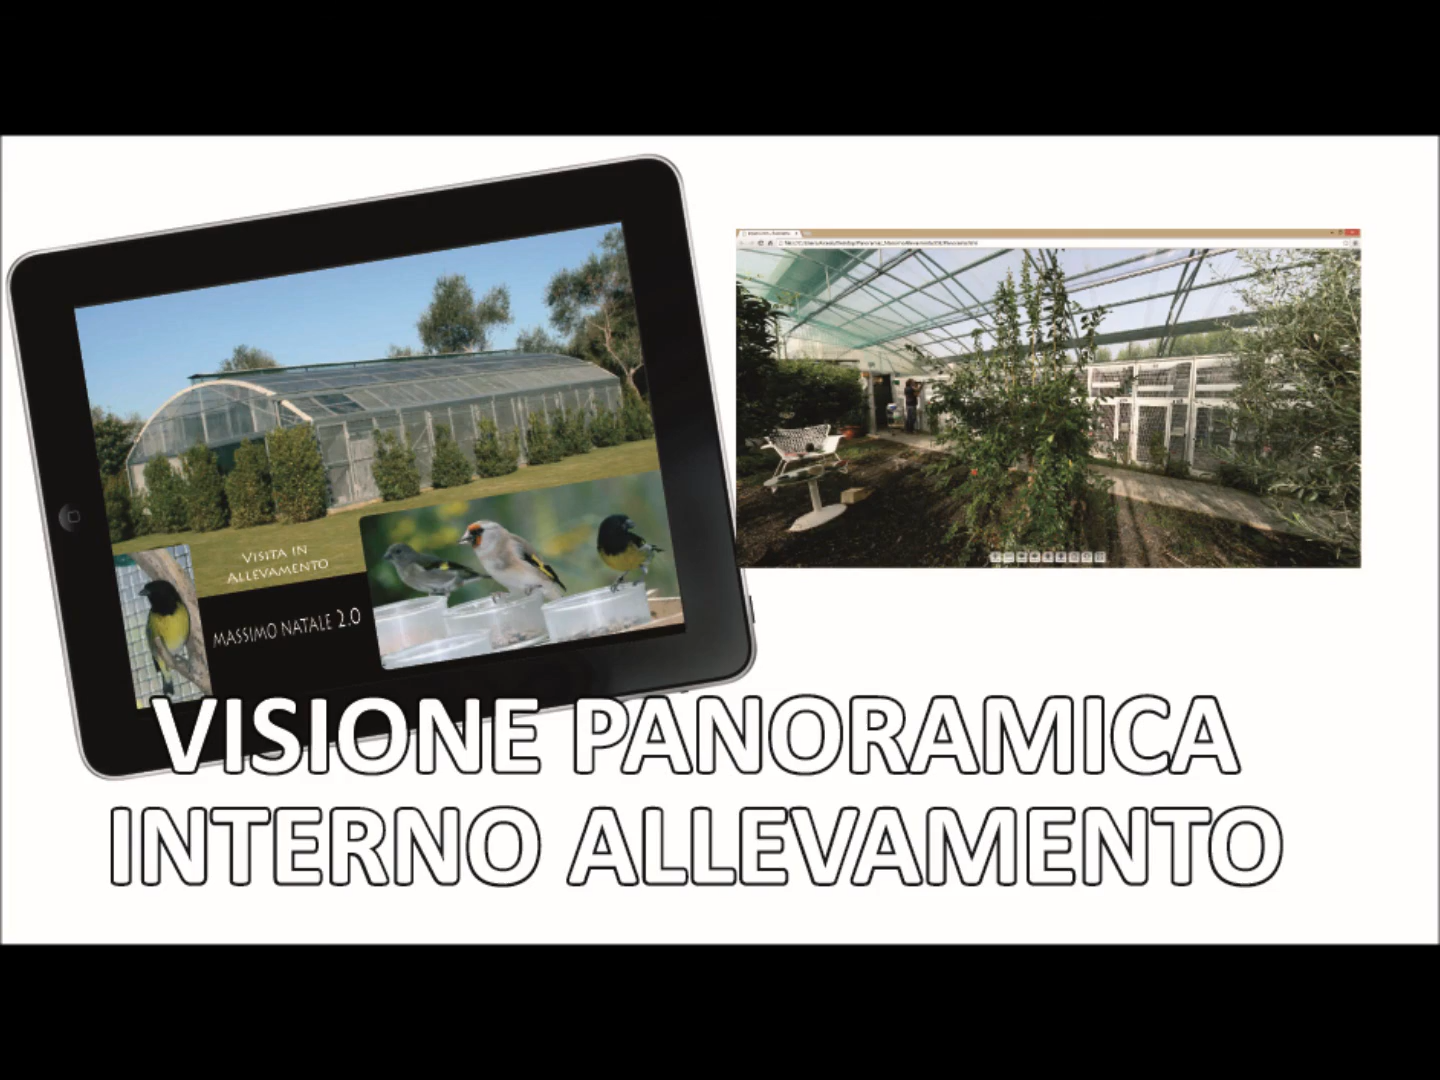 VISITA IN
ALLEVAMENTO
MASSIMO NATALE 2.0
VISIONE PANORAMICA
INTERNO ALLEVAMENTO